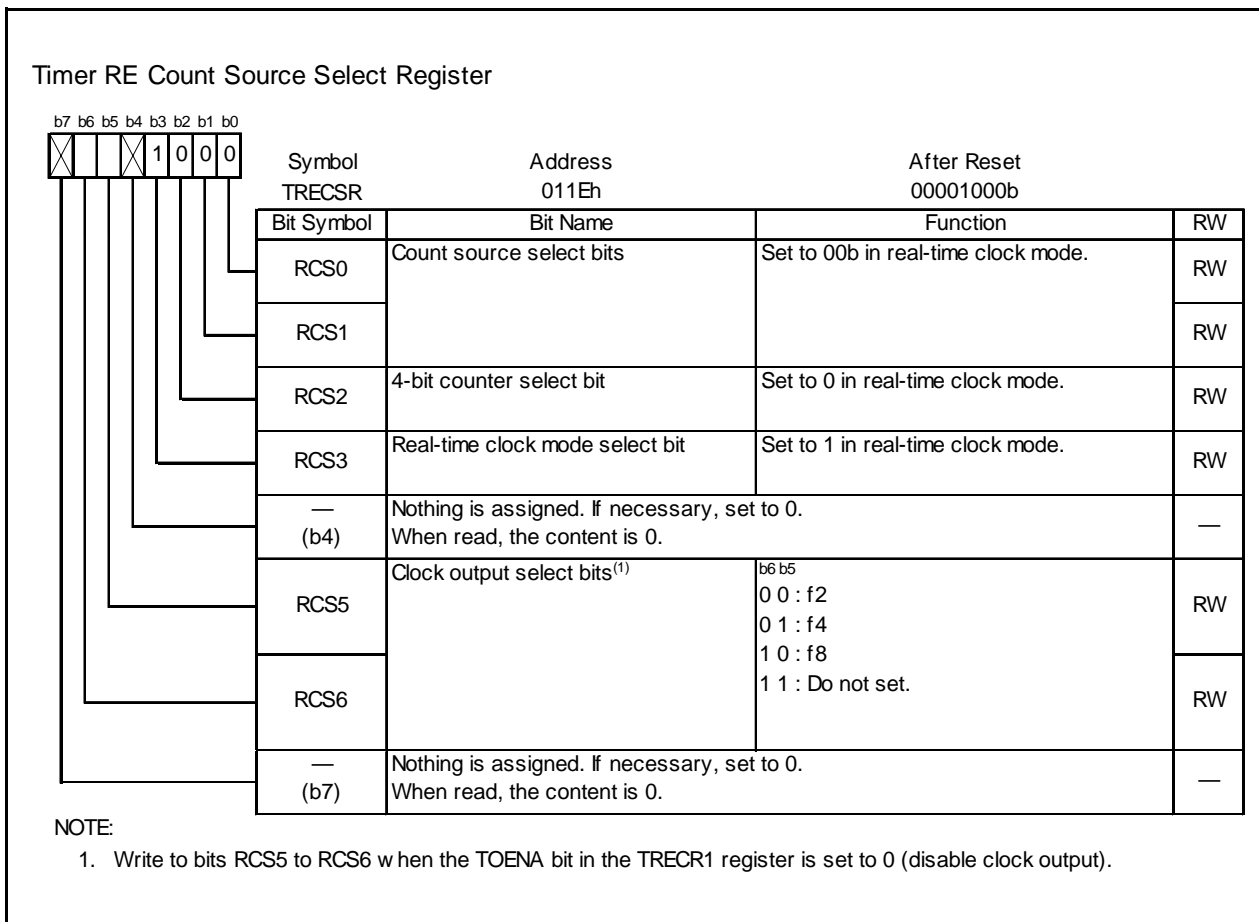 Timer RE Count Source Select Register
b7 b6 b5 b4 b3 b2 b1 b0
1 0 0 0
Symbol Address After Reset
TRECSR 011Eh 00001000b
Bit Symbol Bit Name Function RW
RCS0 Count source select bits Set to 00b in real-time clock mode. RW
RCS1 RW
RCS2 4-bit counter select bit Set to 0 in real-time clock mode. RW
RCS3 Real-time clock mode select bit Set to 1 in real-time clock mode. RW
— Nothing is assigned. If necessary, set to 0. —
(b4) When read, the content is 0.
RCS5 Clock output select bits(1) b6 b5 RW
0 0 : f2
0 1 : f4
1 0 : f8
RCS6 1 1 : Do not set. RW
— Nothing is assigned. If necessary, set to 0. —
(b7) When read, the content is 0.
NOTE:
1. Write to bits RCS5 to RCS6 when the TOENA bit in the TRECR1 register is set to 0 (disable clock output).